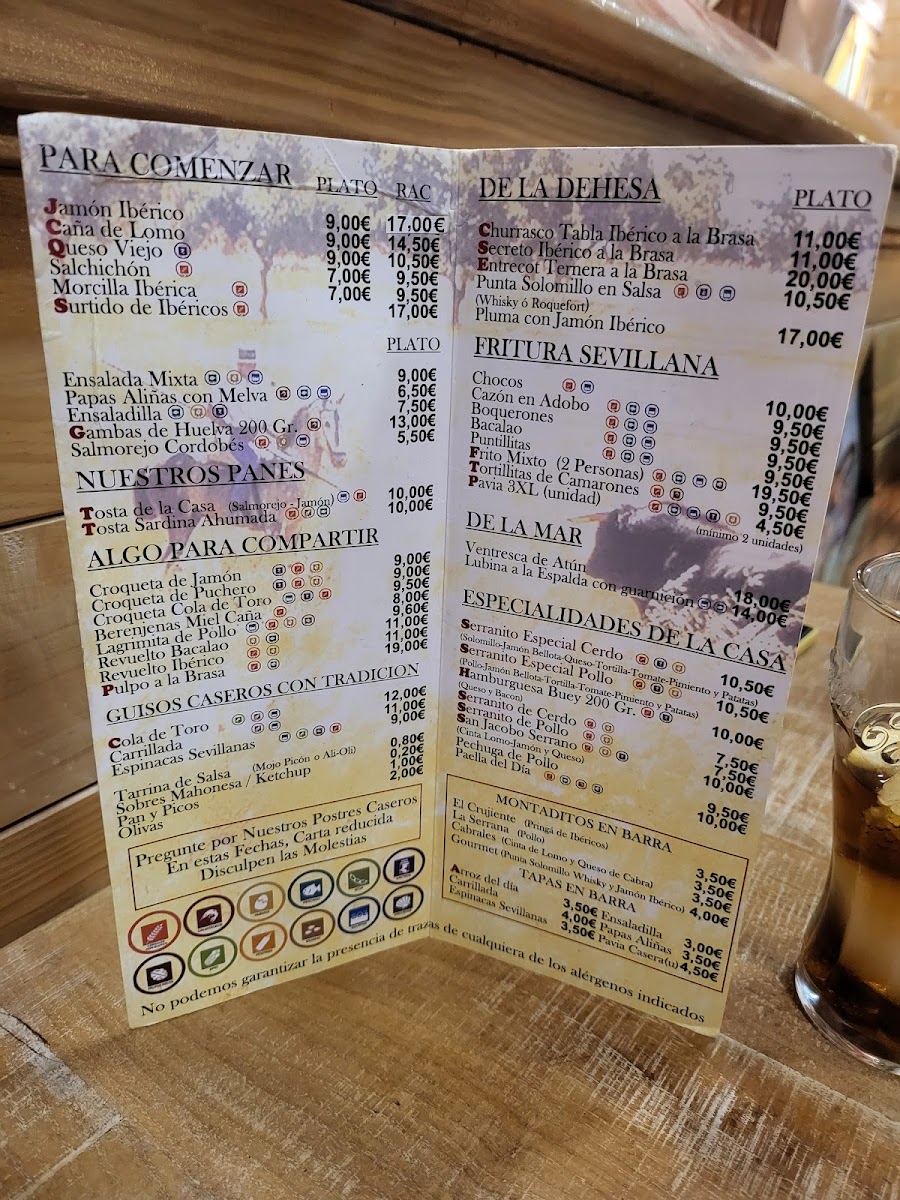 PARA COMENZAR PLATO RAC
Jamón Ibérico 9,00€ 17,00€
Caña de Lomo 9,00€ 14,50€
Queso Viejo 9,00€ 10,50€
Salchichón 7,00€ 9,50€
Morcilla Ibérica 7,00€ 9,50€
Surtido de Ibéricos 17,00€
PLATO
Ensalada Mixta 9,00€
Papas Aliñas con Melva 6,50€
Ensaladilla 7,50€
Gambas de Huelva 200 Gr. 13,00€
Salmorejo Cordobés 5,50€
NUESTROS PANES
Tosta de la Casa (Salmorejo - Jamón) 10,00€
Tosta Sardina Ahumada 10,00€
ALGO PARA COMPARTIR
Croqueta de Jamón 9,00€
Croqueta de Puchero 9,00€
Croqueta Cola de Toro 9,50€
Berenjenas Miel Caña 8,00€
Lagrimita de Pollo 9,60€
Revuelto Bacalao 11,00€
Revuelto Ibérico 11,00€
Pulpo a la Brasa 19,00€
GUISOS CASEROS CON TRADICION
Cola de Toro 12,00€
Carrillada 11,00€
Espinacas Sevillanas 9,00€
Tarrina de Salsa (Mojo Picón o Ali-Oli) 0,80€
Sobres Mahonesa / Ketchup 0,20€
Pan y Picos 1,00€
Olivas 2,00€
Pregunte por Nuestros Postres Caseros
En estas Fechas, Carta reducida
Disculpen las Molestias
DE LA DEHESA PLATO
Churrasco Tabla Ibérico a la Brasa 11,00€
Secreto Ibérico a la Brasa 11,00€
Entrecot Ternera a la Brasa 20,00€
Punta Solomillo en Salsa 10,50€
(Whisky ó Roquefort)
Pluma con Jamón Ibérico 17,00€
FRITURA SEVILLANA
Chocos 10,00€
Cazón en Adobo 9,50€
Boquerones 9,50€
Bacalao 9,50€
Puntillitas 9,50€
Frito Mixto (2 Personas) 19,50€
Tortillitas de Camarones 9,50€
Pavia 3XL (unidad) 4,50€
(mínimo 2 unidades)
DE LA MAR
Ventresca de Atún 18,00€
Lubina a la Espalda con guarnición 14,00€
ESPECIALIDADES DE LA CASA
Serranito Especial Cerdo 10,50€
(Solomillo-Jamón Bellota-Queso-Tortilla-Tomate-Pimiento y Patatas)
Serranito Especial Pollo 10,50€
(Pollo-Jamón Bellota-Tortilla-Tomate-Pimiento y Patatas)
Hamburguesa Buey 200 Gr. 10,00€
(Queso y Bacon)
Serranito de Cerdo 7,50€
Serranito de Pollo 7,50€
San Jacobo Serrano 10,00€
(Cinta Lomo-Jamón y Queso)
Pechuga de Pollo 9,50€
Paella del Día 10,00€
MONTADITOS EN BARRA
El Crujiente (Pringá de Ibéricos) 3,50€
La Serrana (Pollo) 3,50€
Cabrales (Cinta de Lomo y Queso de Cabra) 3,50€
Gourmet (Punta Solomillo Whisky y Jamón Ibérico) 4,00€
TAPAS EN BARRA
Arroz del día 3,50€ Ensaladilla 3,00€
Carrillada 4,00€ Papas Aliñas 3,50€
Espinacas Sevillanas 3,50€ Pavia Casera(u) 4,50€
No podemos garantizar la presencia de trazas de cualquiera de los alérgenos indicados